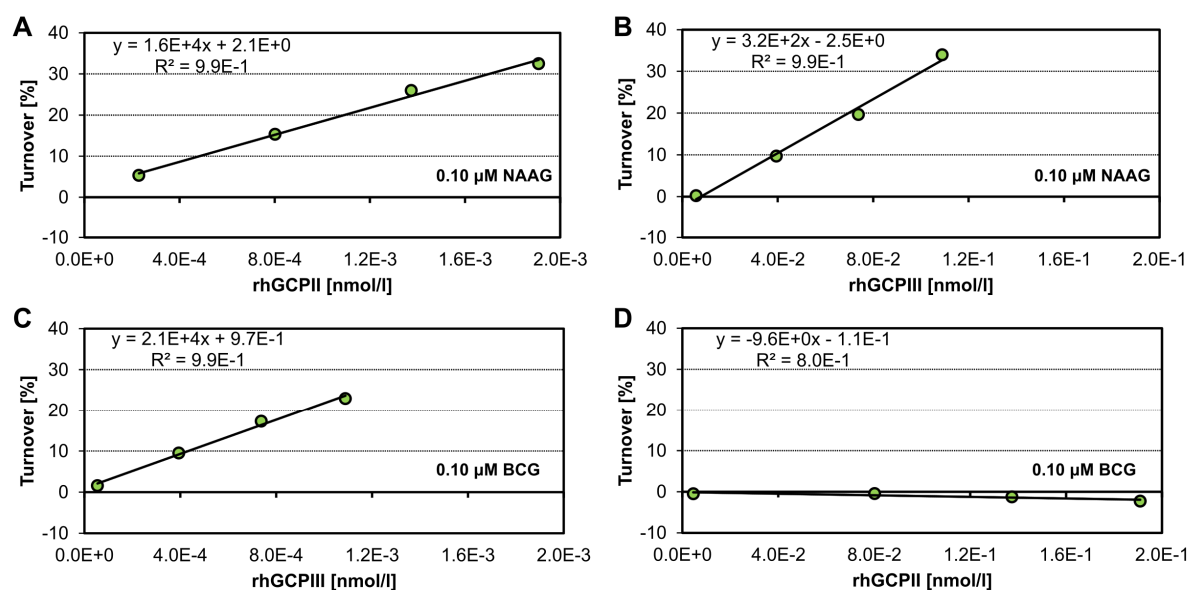 A
y = 1.6E+4x + 2.1E+0
R² = 9.9E-1
Turnover [%]
40
30
20
10
0
-10
0.10 µM NAAG
0.0E+0 4.0E-4 8.0E-4 1.2E-3 1.6E-3 2.0E-3
rhGCPII [nmol/l]
B
y = 3.2E+2x - 2.5E+0
R² = 9.9E-1
Turnover [%]
40
30
20
10
0
-10
0.10 µM NAAG
0.0E+0 4.0E-2 8.0E-2 1.2E-1 1.6E-1 2.0E-1
rhGCPIII [nmol/l]
C
y = 2.1E+4x + 9.7E-1
R² = 9.9E-1
Turnover [%]
40
30
20
10
0
-10
0.10 µM BCG
0.0E+0 4.0E-4 8.0E-4 1.2E-3 1.6E-3 2.0E-3
rhGCPIII [nmol/l]
D
y = -9.6E+0x - 1.1E-1
R² = 8.0E-1
Turnover [%]
40
30
20
10
0
-10
0.10 µM BCG
0.0E+0 4.0E-2 8.0E-2 1.2E-1 1.6E-1 2.0E-1
rhGCPII [nmol/l]